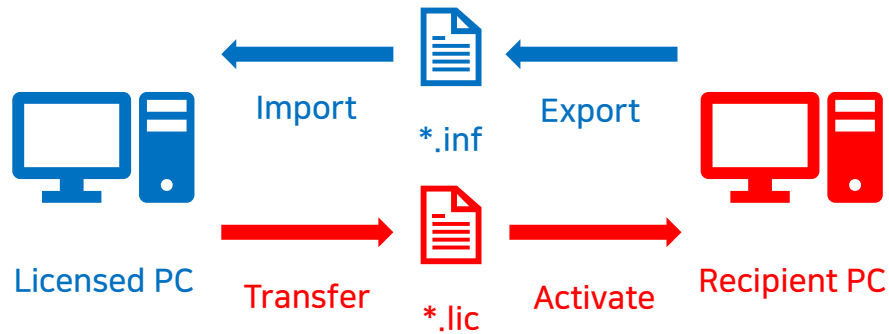 Import
Export
*.inf
Licensed PC
Recipient PC
Transfer
Activate
*.lic